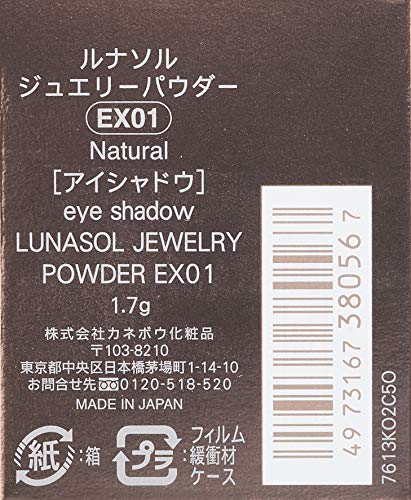 ルナソル
ジュエリーパウダー
EX01
Natural
［アイシャドウ］
eye shadow
LUNASOL JEWELRY
POWDER EX01
1.7g
株式会社カネボウ化粧品
〒103-8210
東京都中央区日本橋茅場町1-14-10
お問合せ先 0120-518-520
MADE IN JAPAN
紙：箱
プラ：フィルム
緩衝材
ケース
4 973167 380567
7613K02C50